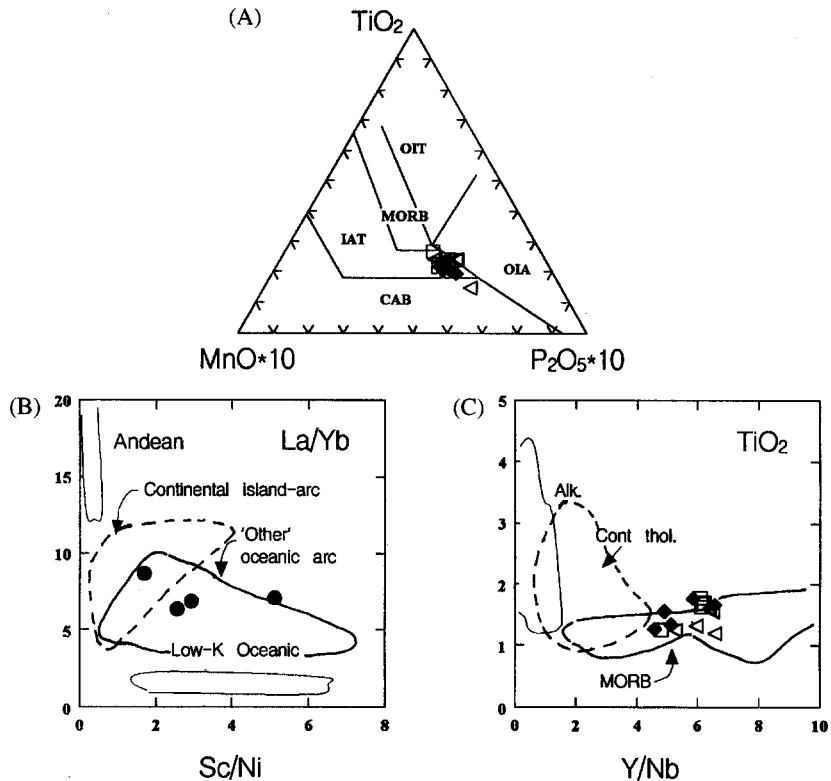 (A)
TiO₂
OIT
MORB
IAT
OIA
CAB
MnO*10
P₂O₅*10
(B)
20
15
10
5
0
Andean
La/Yb
Continental island-arc
'Other'
oceanic arc
Low-K Oceanic
0 2 4 6 8
Sc/Ni
(C)
5
4
3
2
1
0
TiO₂
Alk.
Cont thol.
MORB
0 2 4 6 8 10
Y/Nb